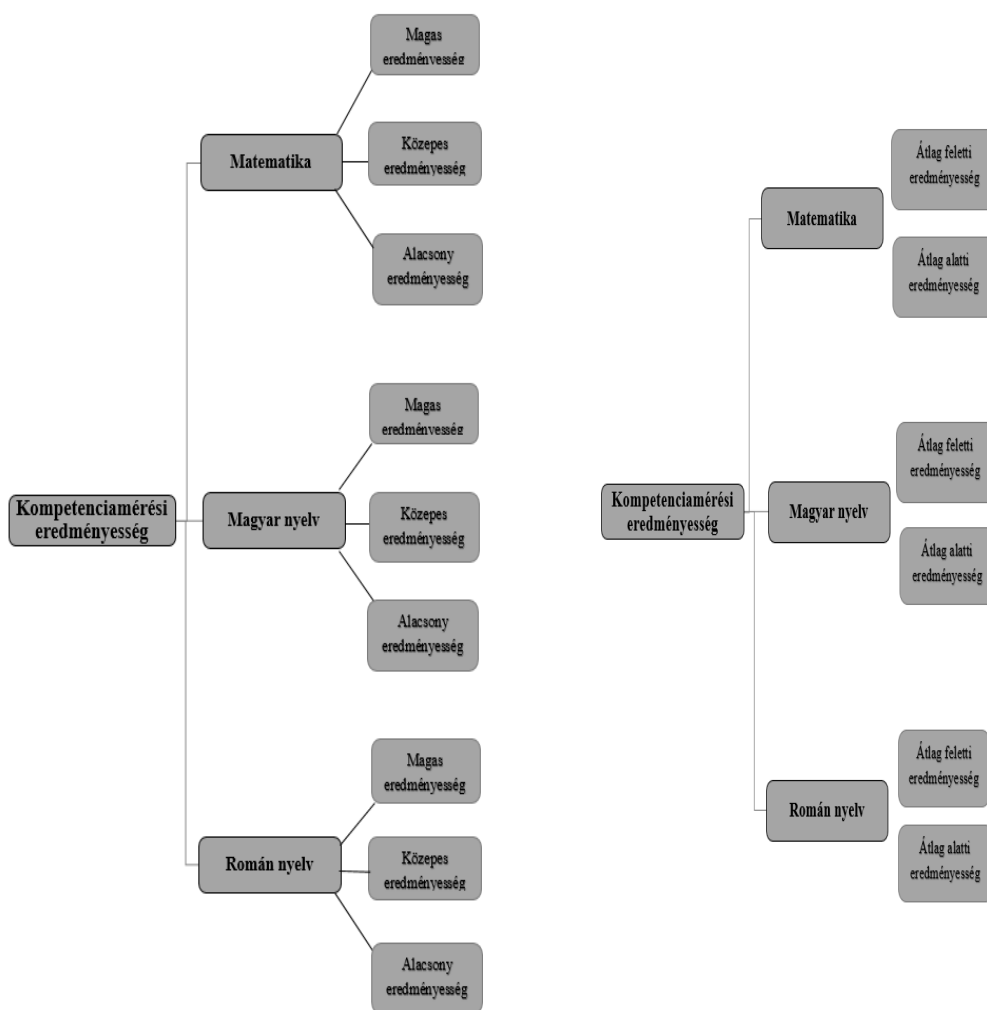 Magas
eredményesség
Matematika
Közepes
eredményesség
Alacsony
eredményesség
Kompetenciamérési
eredményesség
Magas
eredményesség
Magyar nyelv
Közepes
eredményesség
Alacsony
eredményesség
Magas
eredményesség
Román nyelv
Közepes
eredményesség
Alacsony
eredményesség
Kompetenciamérési
eredményesség
Matematika
Átlag feletti
eredményesség
Átlag alatti
eredményesség
Magyar nyelv
Átlag feletti
eredményesség
Átlag alatti
eredményesség
Román nyelv
Átlag feletti
eredményesség
Átlag alatti
eredményesség